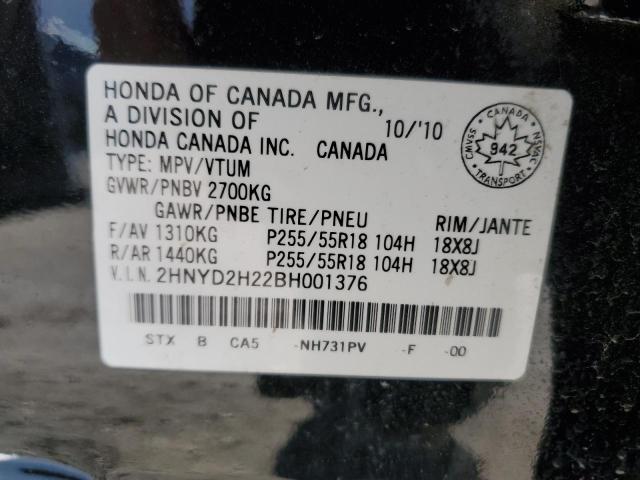 HONDA OF CANADA MFG.,
A DIVISION OF 10/'10
HONDA CANADA INC. CANADA
TYPE: MPV/VTUM
GVWR/PNBV 2700KG
GAWR/PNBE TIRE/PNEU RIM/JANTE
F/AV 1310KG P255/55R18 104H 18X8J
R/AR 1440KG P255/55R18 104H 18X8J
V.I.N. 2HNYD2H22BH001376
STX B CA5 -NH731PV -F -00
CANADA
CMVSS 942 NSVAC
TRANSPORT